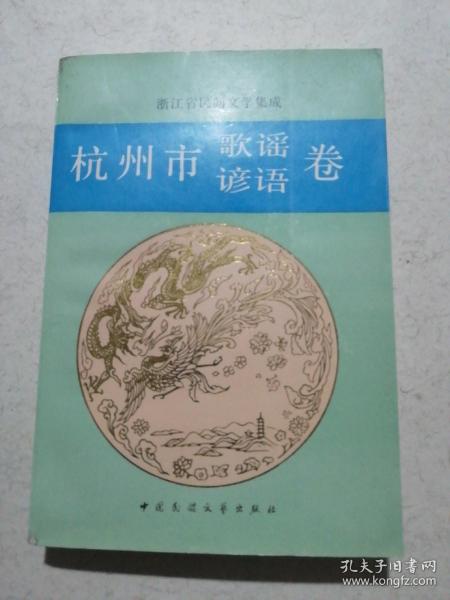 浙江省民间文学集成
杭州市歌谣谚语卷
中国民间文艺出版社
孔夫子旧书网
www.kongfz.com